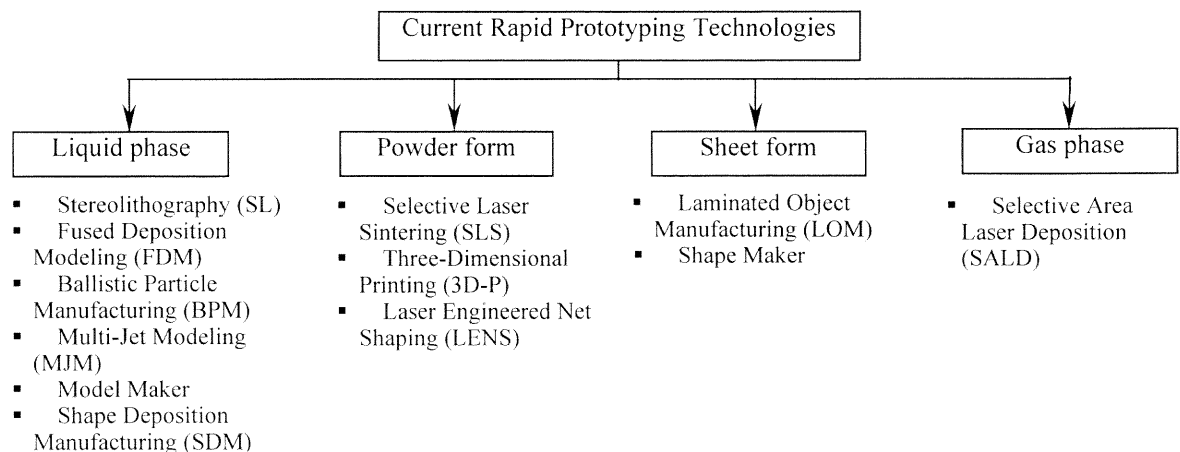 Current Rapid Prototyping Technologies
Liquid phase
▪ Stereolithography (SL)
▪ Fused Deposition
Modeling (FDM)
▪ Ballistic Particle
Manufacturing (BPM)
▪ Multi-Jet Modeling
(MJM)
▪ Model Maker
▪ Shape Deposition
Manufacturing (SDM)
Powder form
▪ Selective Laser
Sintering (SLS)
▪ Three-Dimensional
Printing (3D-P)
▪ Laser Engineered Net
Shaping (LENS)
Sheet form
▪ Laminated Object
Manufacturing (LOM)
▪ Shape Maker
Gas phase
▪ Selective Area
Laser Deposition
(SALD)